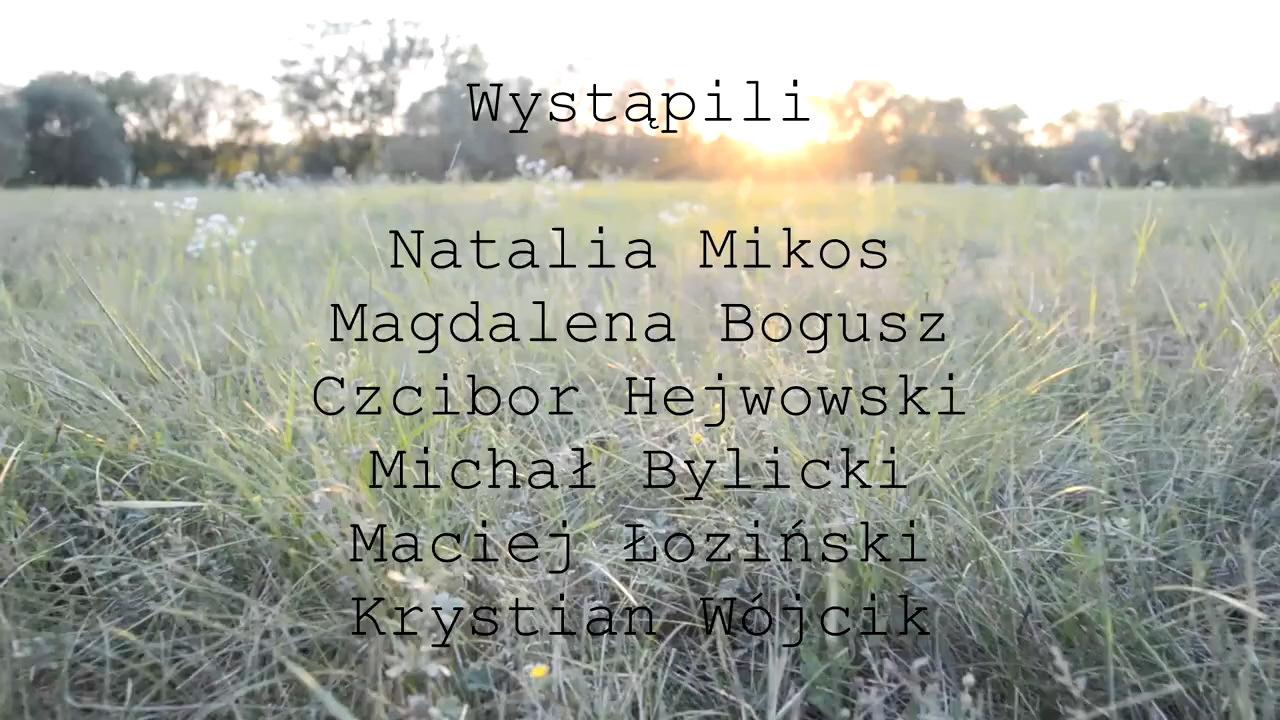 Wystąpili
Natalia Mikos
Magdalena Bogusz
Czcibor Hejwowski
Michał Bylicki
Maciej Łoziński
Krystian Wójcik